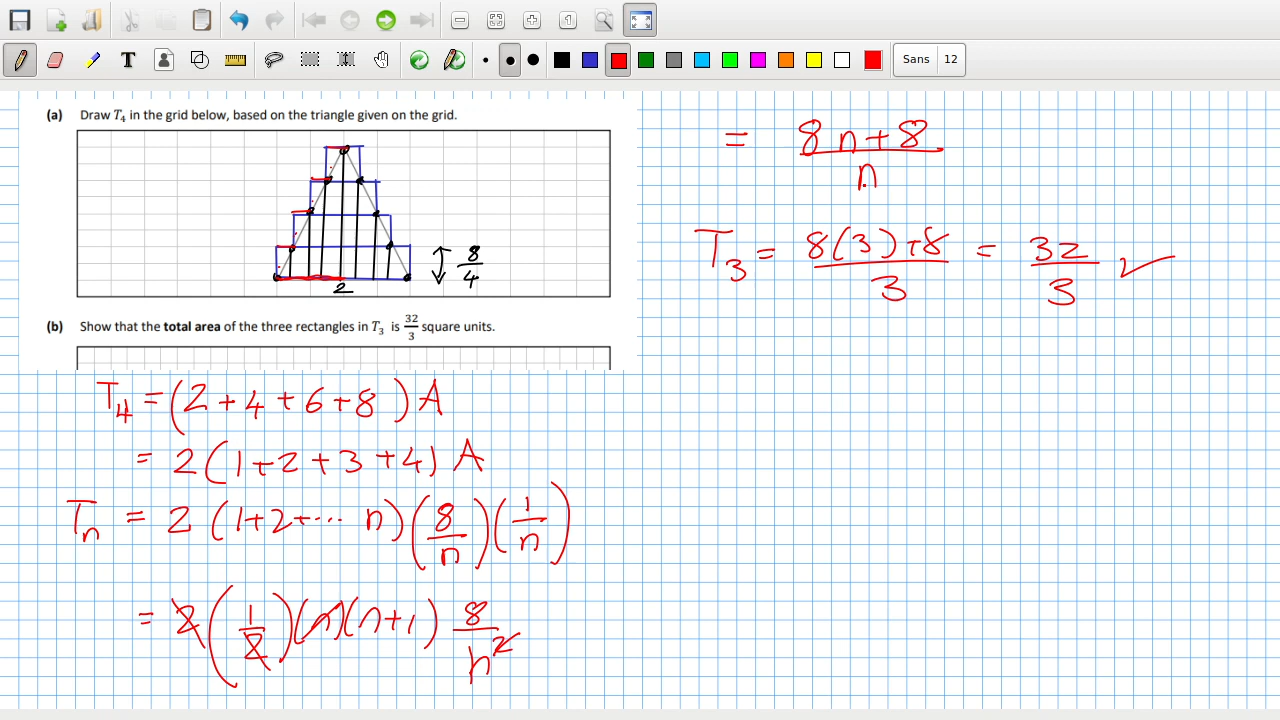 Sans 12
(a) Draw T₄ in the grid below, based on the triangle given on the grid.
8/4
2
(b) Show that the total area of the three rectangles in T₃ is 32/3 square units.
T₄ = (2 + 4 + 6 + 8) A
= 2 (1 + 2 + 3 + 4) A
Tₙ = 2 (1 + 2 + ... n) (8/n) (1/n)
= 2 (1/2) (n) (n + 1) 8/n²
= (8n + 8)/n
T₃ = (8(3) + 8)/3 = 32/3 ✓